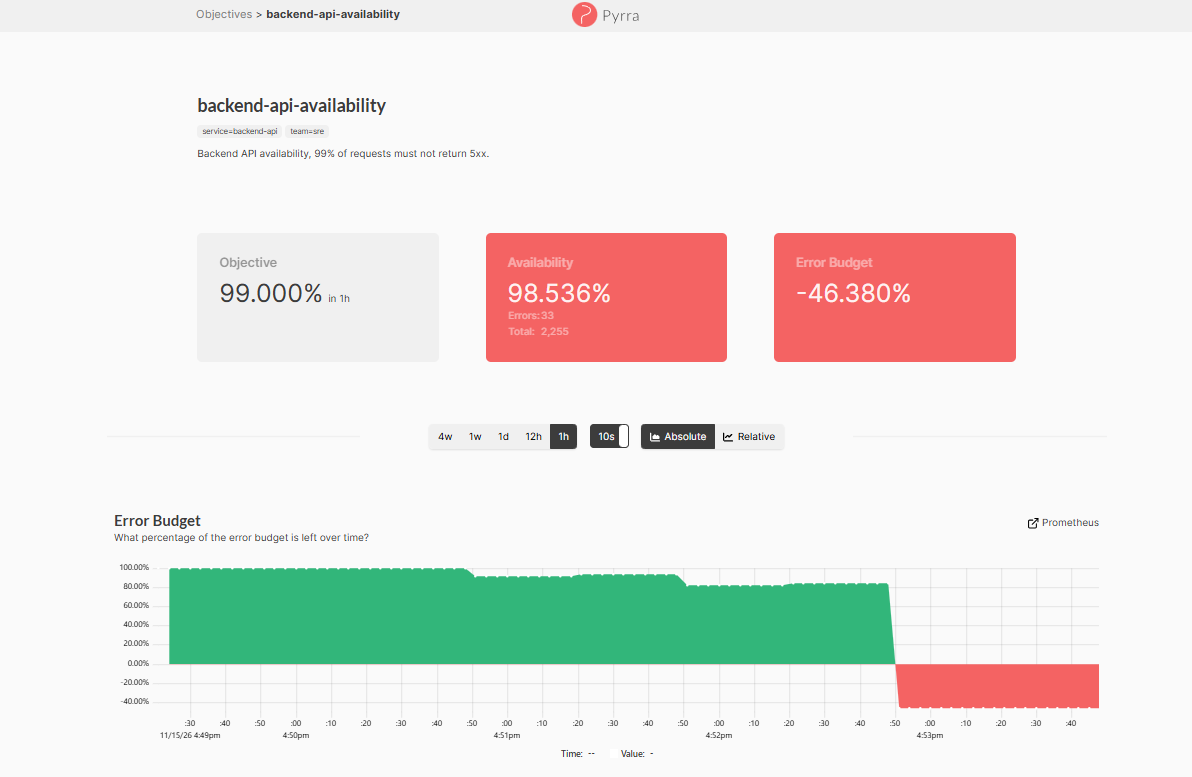 Objectives > backend-api-availability
Pyrra
backend-api-availability
service=backend-api team=sre
Backend API availability, 99% of requests must not return 5xx.
Objective
99.000% in 1h
Availability
98.536%
Errors: 33
Total: 2,255
Error Budget
-46.380%
4w 1w 1d 12h 1h 10s Absolute Relative
Error Budget
Prometheus
What percentage of the error budget is left over time?
100.00%
80.00%
60.00%
40.00%
20.00%
0.00%
-20.00%
-40.00%
:30 :40 :50 :00 :10 :20 :30 :40 :50 :00 :10 :20 :30 :40 :50 :00 :10 :20 :30 :40 :50 :00 :10 :20 :30 :40
11/15/26 4:49pm 4:50pm 4:51pm 4:52pm 4:53pm
Time: -- Value: -